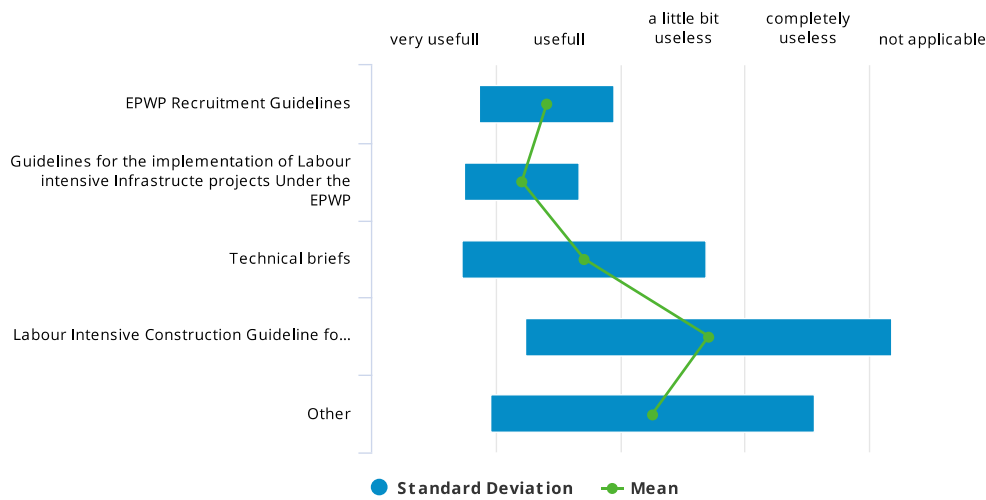 very usefull
usefull
a little bit
useless
completely
useless
not applicable
EPWP Recruitment Guidelines
Guidelines for the implementation of Labour
intensive Infrastructe projects Under the
EPWP
Technical briefs
Labour Intensive Construction Guideline fo...
Other
Standard Deviation
Mean